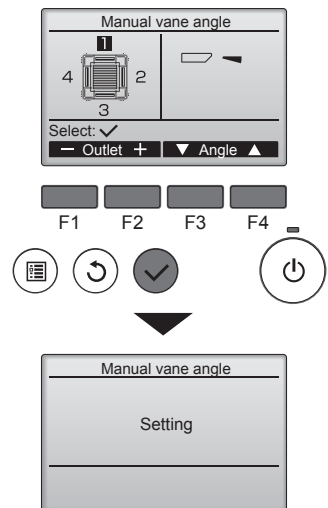 Manual vane angle
1
4 2
3
Select: ✓
− Outlet + ▼ Angle ▲
F1 F2 F3 F4
Manual vane angle
Setting